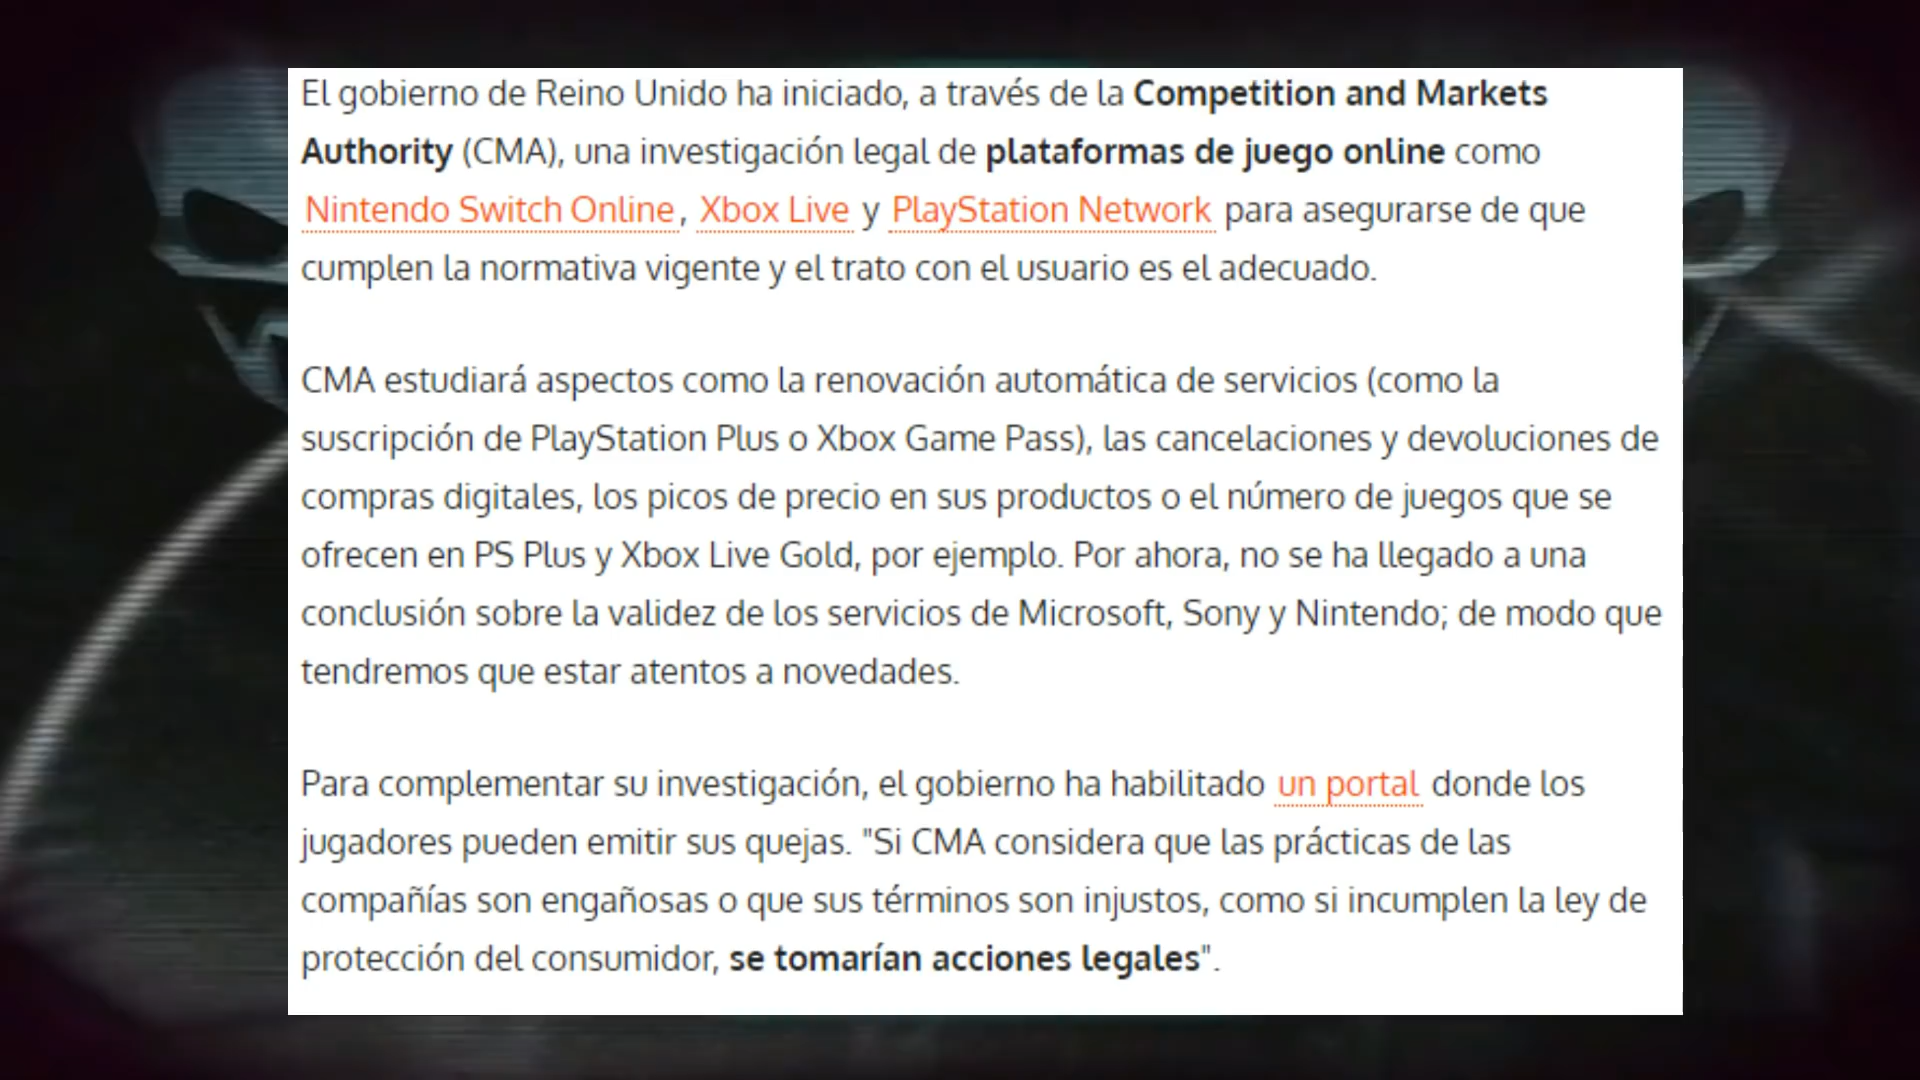 El gobierno de Reino Unido ha iniciado, a través de la Competition and Markets
Authority (CMA), una investigación legal de plataformas de juego online como
Nintendo Switch Online, Xbox Live y PlayStation Network para asegurarse de que
cumplen la normativa vigente y el trato con el usuario es el adecuado.
CMA estudiará aspectos como la renovación automática de servicios (como la
suscripción de PlayStation Plus o Xbox Game Pass), las cancelaciones y devoluciones de
compras digitales, los picos de precio en sus productos o el número de juegos que se
ofrecen en PS Plus y Xbox Live Gold, por ejemplo. Por ahora, no se ha llegado a una
conclusión sobre la validez de los servicios de Microsoft, Sony y Nintendo; de modo que
tendremos que estar atentos a novedades.
Para complementar su investigación, el gobierno ha habilitado un portal donde los
jugadores pueden emitir sus quejas. "Si CMA considera que las prácticas de las
compañías son engañosas o que sus términos son injustos, como si incumplen la ley de
protección del consumidor, se tomarían acciones legales".